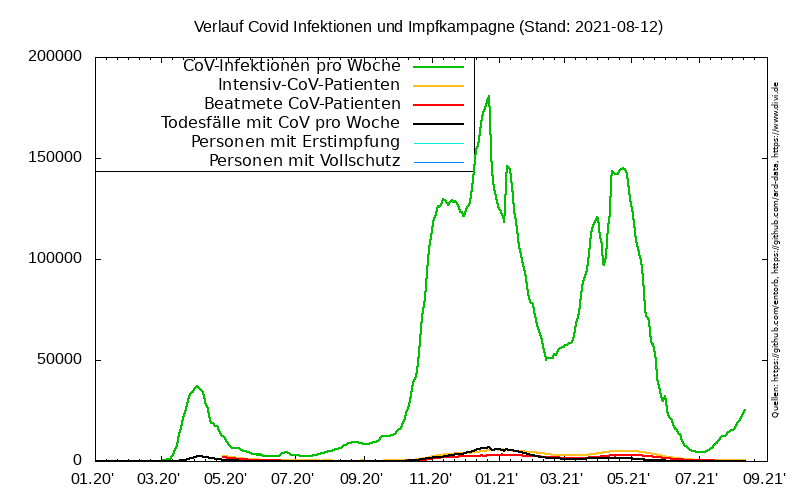 Verlauf Covid Infektionen und Impfkampagne (Stand: 2021-08-12)
200000
150000
100000
50000
0
CoV-Infektionen pro Woche
Intensiv-CoV-Patienten
Beatmete CoV-Patienten
Todesfälle mit CoV pro Woche
Personen mit Erstimpfung
Personen mit Vollschutz
01.20' 03.20' 05.20' 07.20' 09.20' 11.20' 01.21' 03.21' 05.21' 07.21' 09.21'
Quellen: https://github.com/entorb, https://github.com/ard-data, https://www.divi.de